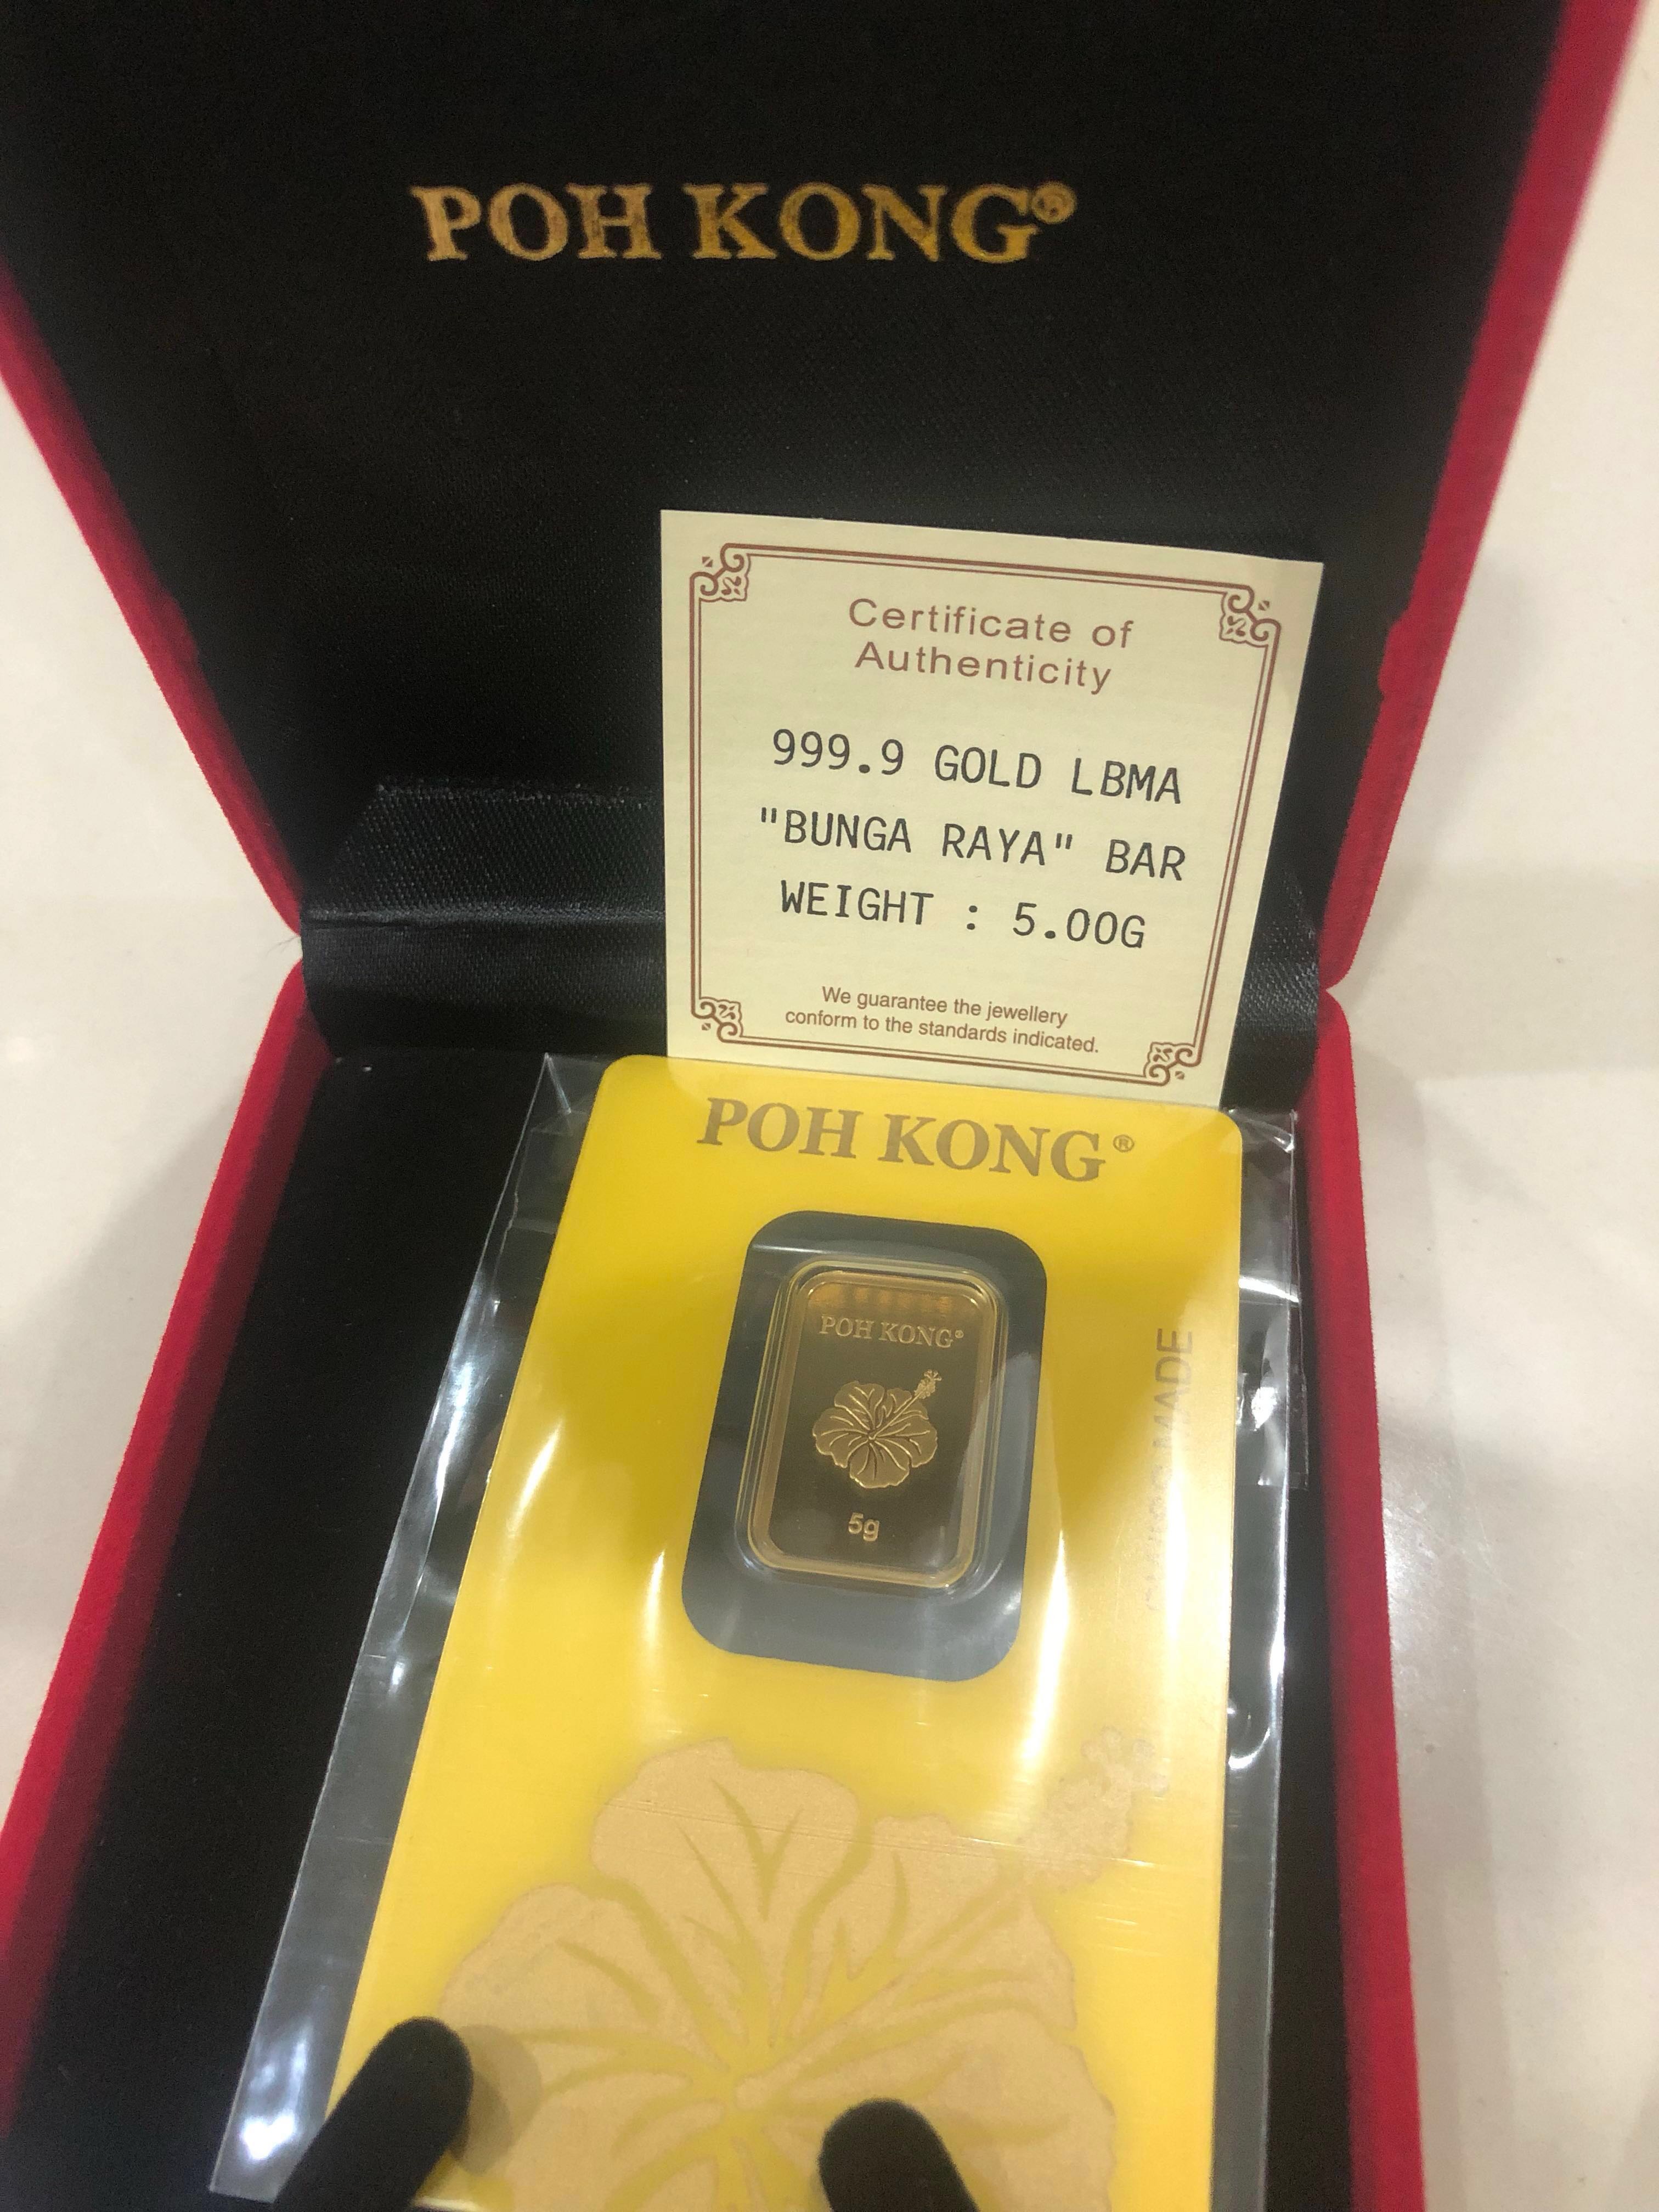 POH KONG®
Certificate of
Authenticity
999.9 GOLD LBMA
"BUNGA RAYA" BAR
WEIGHT : 5.00G
We guarantee the jewellery
conform to the standards indicated.
POH KONG®
POH KONG®
5g
MADE